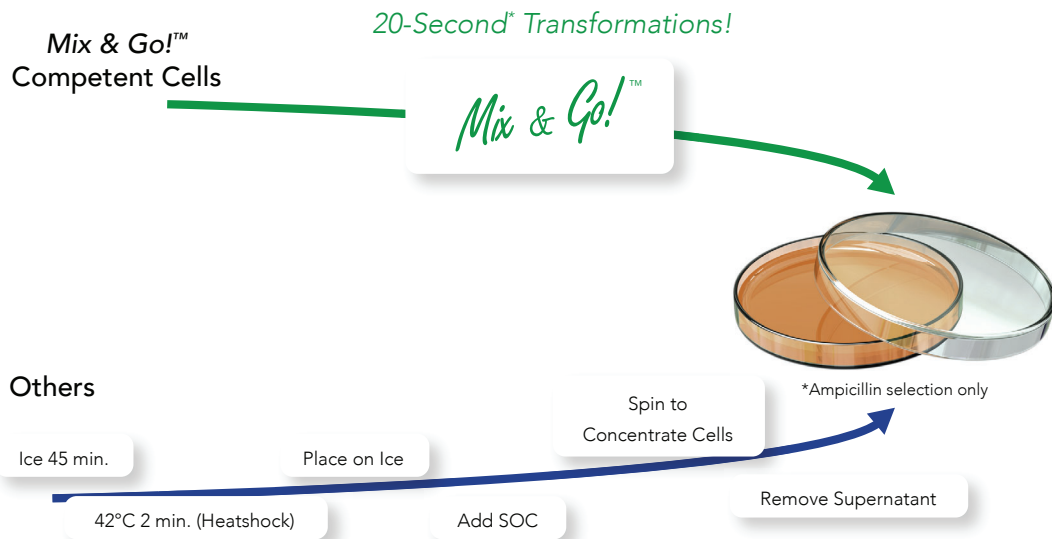 20-Second* Transformations!
Mix & Go!™
Competent Cells
Mix & Go!™
*Ampicillin selection only
Others
Spin to
Concentrate Cells
Ice 45 min.
Place on Ice
Remove Supernatant
42°C 2 min. (Heatshock)
Add SOC